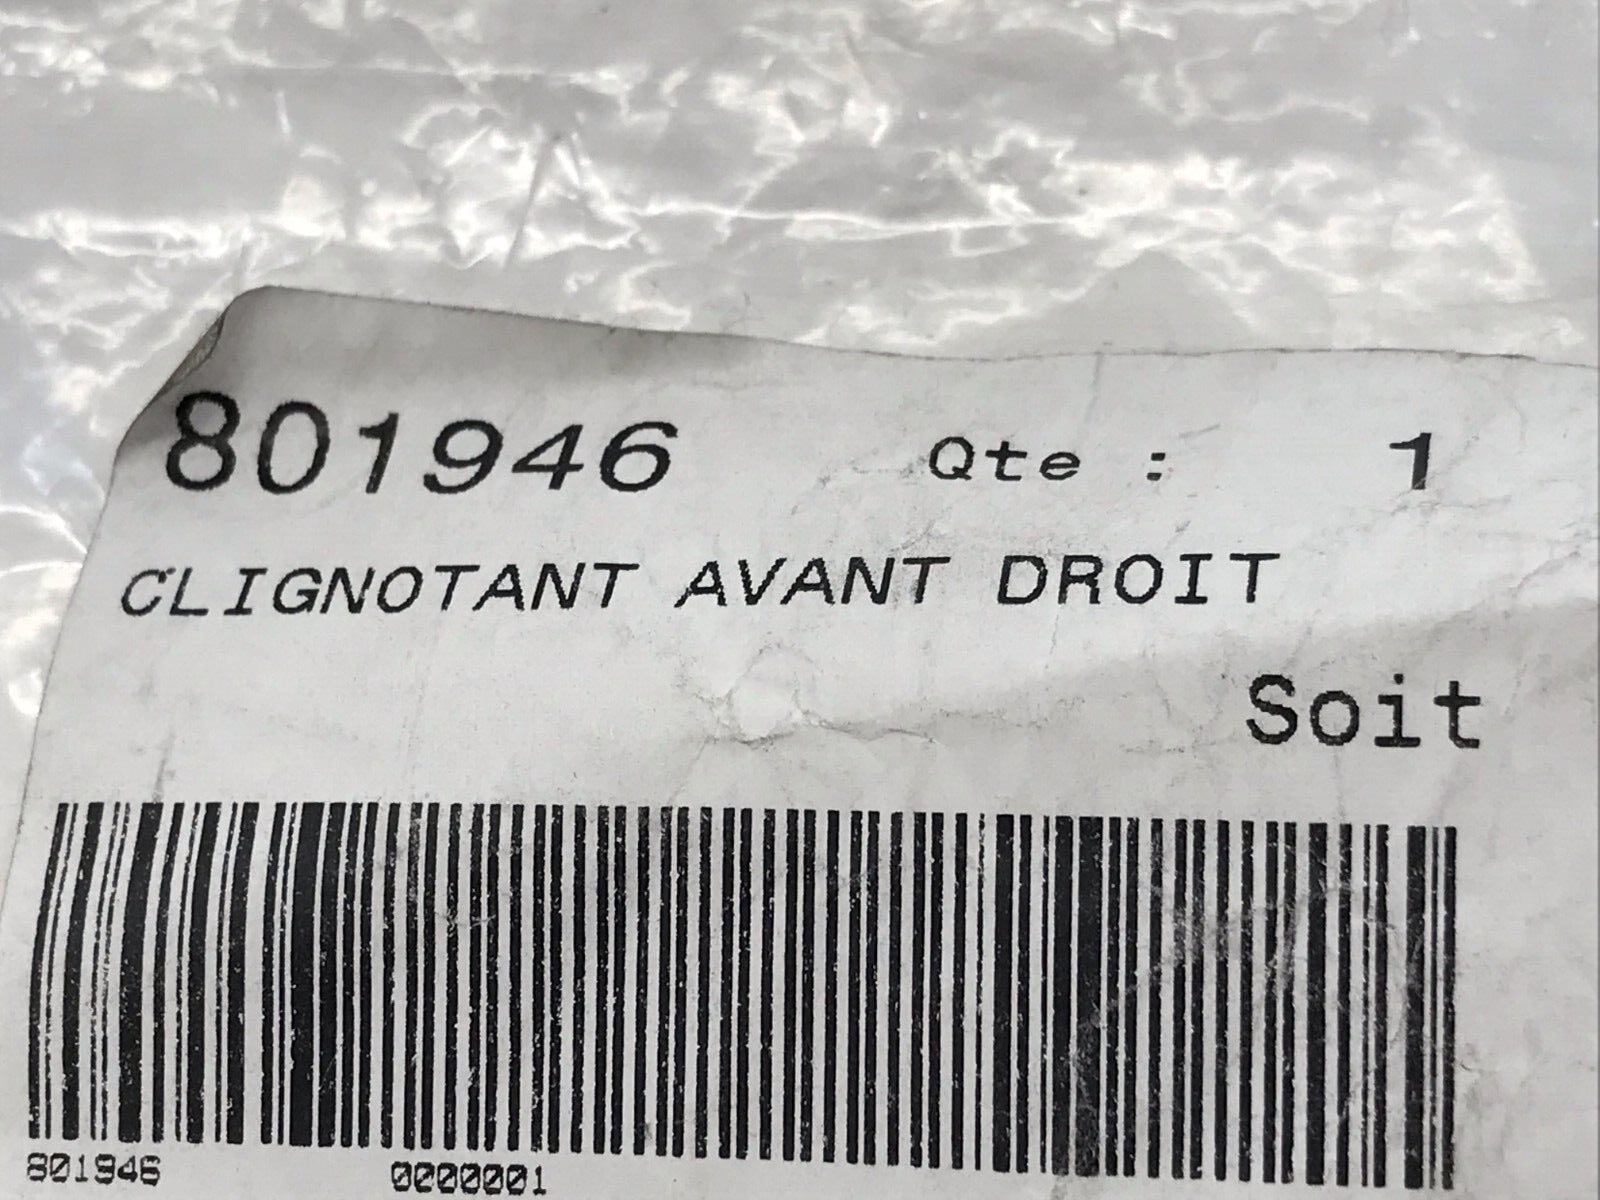 801946 Qte : 1
CLIGNOTANT AVANT DROIT
Soit
801946 0000001